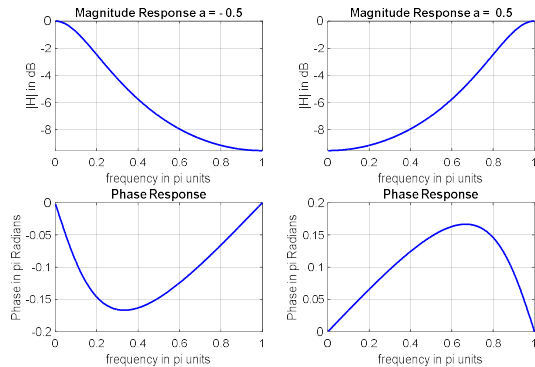 Magnitude Response a = - 0.5
|H| in dB
0
-2
-4
-6
-8
0 0.2 0.4 0.6 0.8 1
frequency in pi units
Magnitude Response a = 0.5
|H| in dB
0
-2
-4
-6
-8
0 0.2 0.4 0.6 0.8 1
frequency in pi units
Phase Response
Phase in pi Radians
0
-0.05
-0.1
-0.15
-0.2
0 0.2 0.4 0.6 0.8 1
frequency in pi units
Phase Response
Phase in pi Radians
0.2
0.15
0.1
0.05
0
0 0.2 0.4 0.6 0.8 1
frequency in pi units